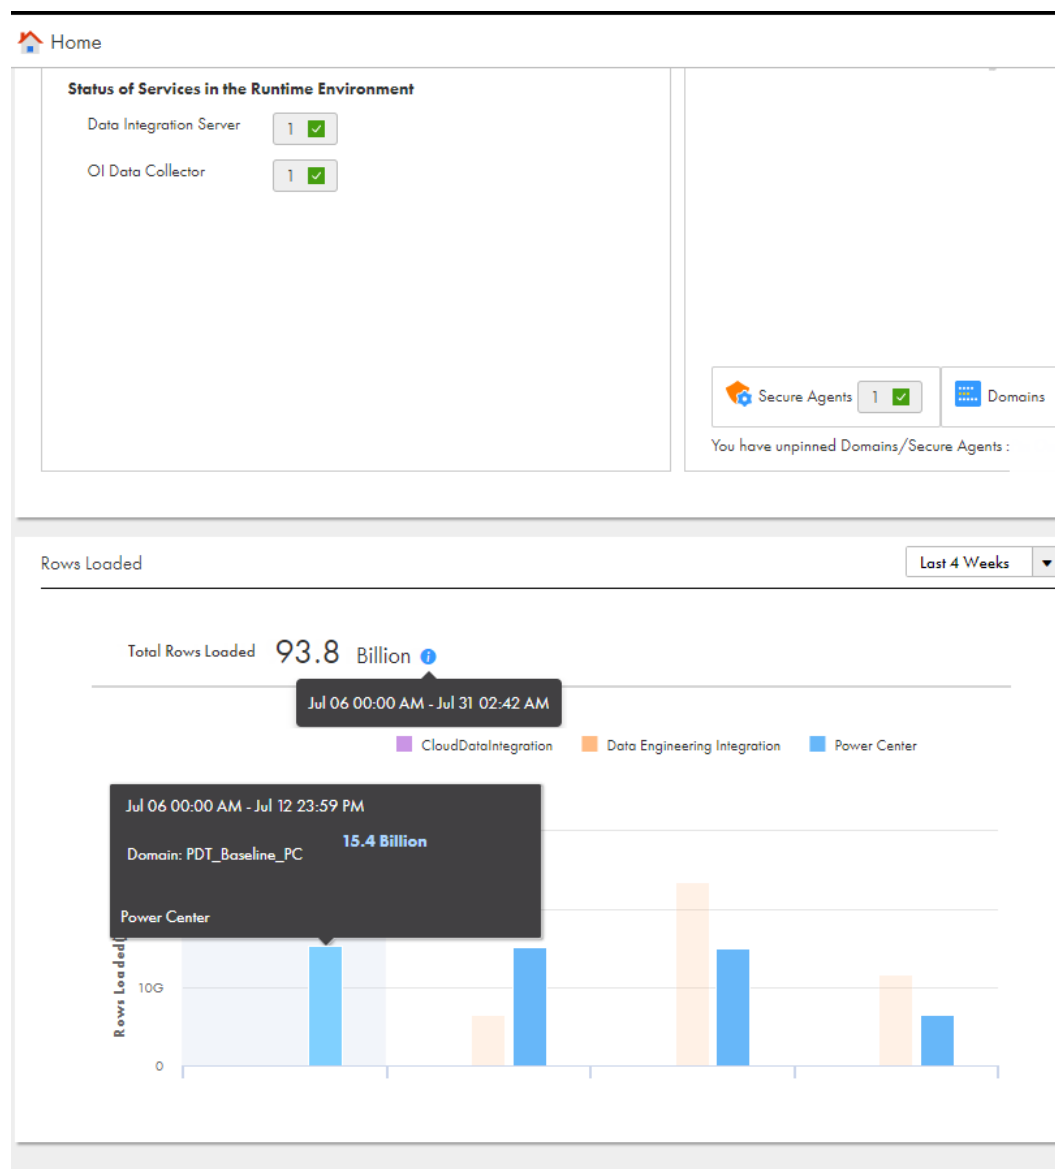 Home
Status of Services in the Runtime Environment
Data Integration Server 1
OI Data Collector 1
Secure Agents 1 Domains
You have unpinned Domains/Secure Agents :
Rows Loaded Last 4 Weeks
Total Rows Loaded 93.8 Billion
Jul 06 00:00 AM - Jul 31 02:42 AM
CloudDataIntegration Data Engineering Integration Power Center
Jul 06 00:00 AM - Jul 12 23:59 PM
15.4 Billion
Domain: PDT_Baseline_PC
Power Center
Rows Loaded(
10G
0